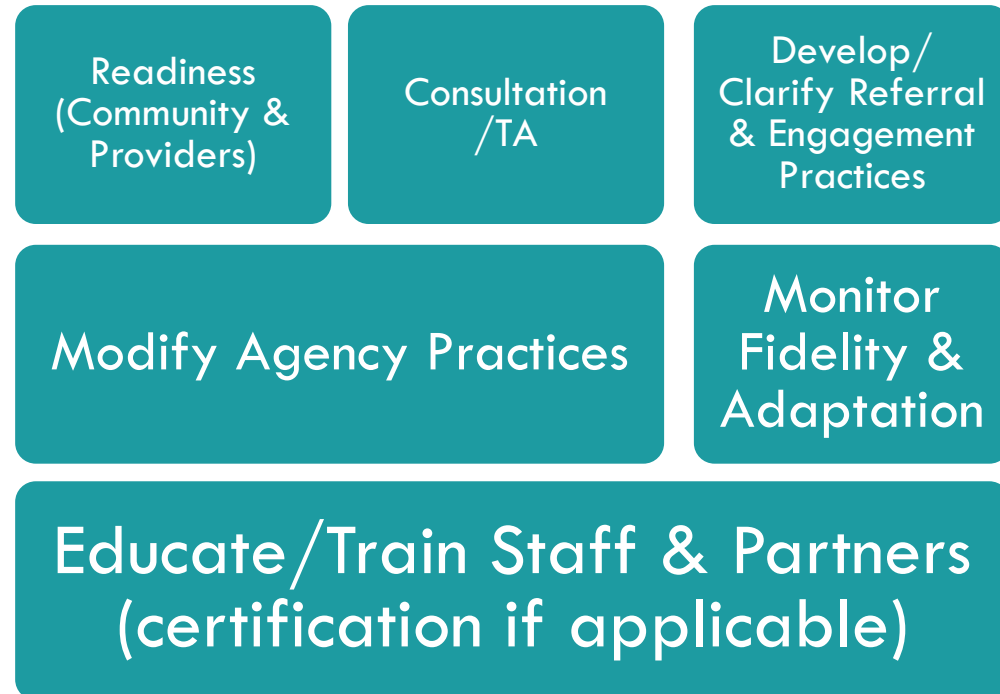 Readiness
(Community &
Providers)
Consultation
/TA
Develop/
Clarify Referral
& Engagement
Practices
Modify Agency Practices
Monitor
Fidelity &
Adaptation
Educate/Train Staff & Partners
(certification if applicable)